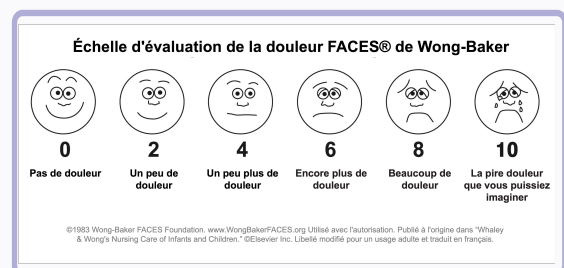 Échelle d'évaluation de la douleur FACES® de Wong-Baker
0 2 4 6 8 10
Pas de douleur Un peu de Un peu plus de Encore plus de Beaucoup de La pire douleur
douleur douleur douleur douleur que vous puissiez
imaginer
©1983 Wong-Baker FACES Foundation. www.WongBakerFACES.org Utilisé avec l'autorisation. Publié à l'origine dans "Whaley
& Wong's Nursing Care of Infants and Children." ©Elsevier Inc. Libellé modifié pour un usage adulte et traduit en français.